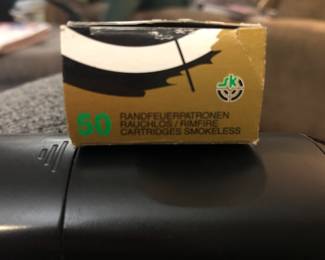 sk
50
RANDFEUERPATRONEN
RAUCHLOS / RIMFIRE
CARTRIDGES SMOKELESS